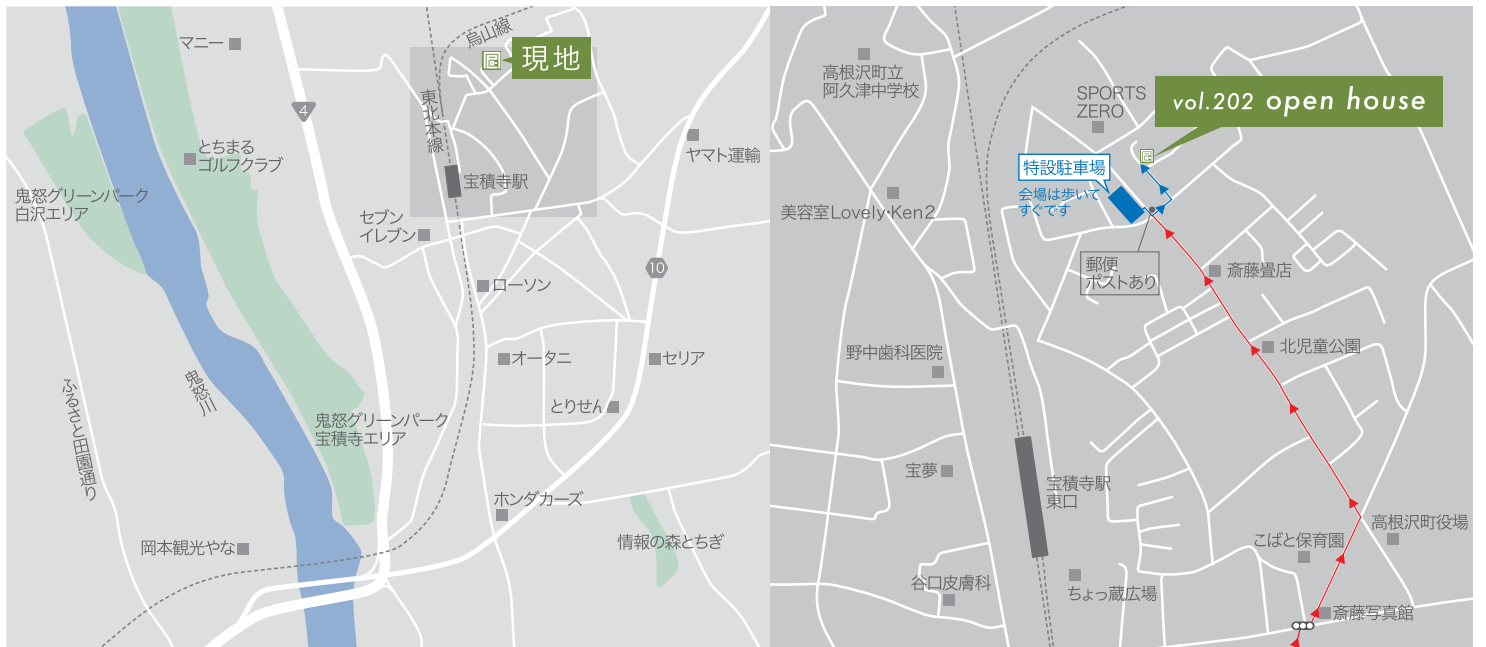 マニー
烏山線
現地
4
東北本線
とちまる
ゴルフクラブ
ヤマト運輸
鬼怒グリーンパーク
白沢エリア
宝積寺駅
セブン
イレブン
10
ローソン
オータニ
セリア
ふるさと田園通り
鬼怒川
とりせん
鬼怒グリーンパーク
宝積寺エリア
ホンダカーズ
岡本観光やな
情報の森とちぎ
高根沢町立
阿久津中学校
SPORTS
ZERO
vol.202 open house
特設駐車場
会場は歩いて
すぐです
美容室Lovely・Ken2
郵便
ポストあり
斎藤畳店
野中歯科医院
北児童公園
宝夢
宝積寺駅
東口
高根沢町役場
こばと保育園
谷口皮膚科
ちょっ蔵広場
斎藤写真館